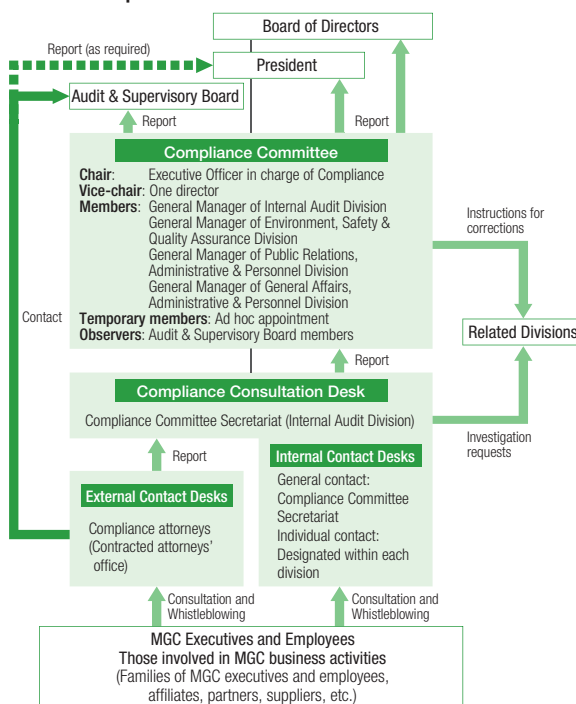 Board of Directors
Report (as required)
President
Audit & Supervisory Board
Report
Report
Compliance Committee
Chair: Executive Officer in charge of Compliance
Vice-chair: One director
Members: General Manager of Internal Audit Division
General Manager of Environment, Safety &
Quality Assurance Division
General Manager of Public Relations,
Administrative & Personnel Division
General Manager of General Affairs,
Administrative & Personnel Division
Temporary members: Ad hoc appointment
Observers: Audit & Supervisory Board members
Instructions for
corrections
Contact
Related Divisions
Report
Compliance Consultation Desk
Compliance Committee Secretariat (Internal Audit Division)
Investigation
requests
Report
External Contact Desks
Compliance attorneys
(Contracted attorneys'
office)
Internal Contact Desks
General contact:
Compliance Committee
Secretariat
Individual contact:
Designated within each
division
Consultation and
Whistleblowing
Consultation and
Whistleblowing
MGC Executives and Employees
Those involved in MGC business activities
(Families of MGC executives and employees,
affiliates, partners, suppliers, etc.)